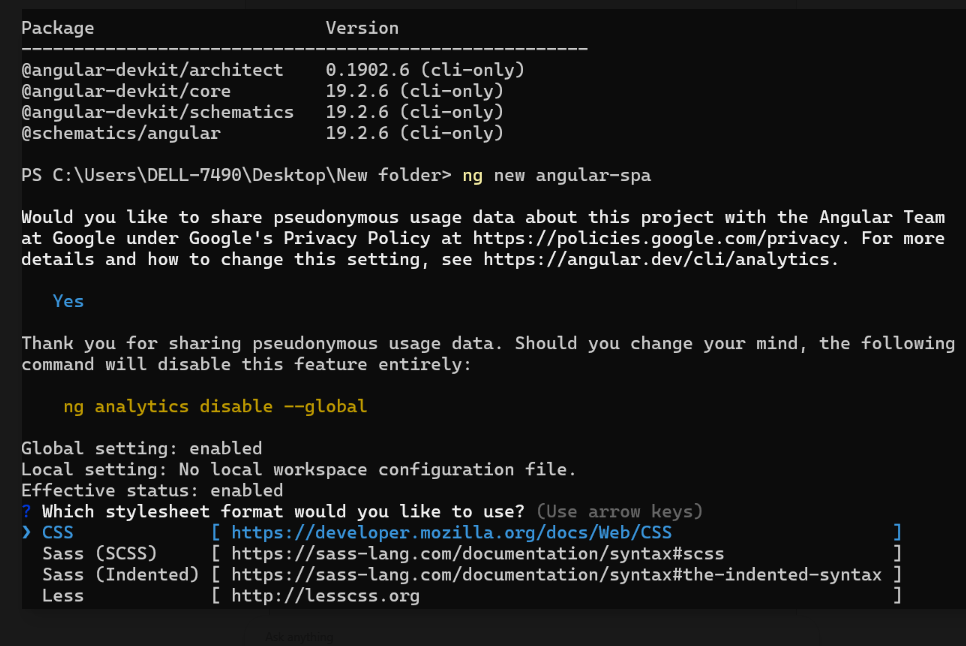 Package                      Version
------------------------------------------------------
@angular-devkit/architect    0.1902.6 (cli-only)
@angular-devkit/core         19.2.6 (cli-only)
@angular-devkit/schematics   19.2.6 (cli-only)
@schematics/angular          19.2.6 (cli-only)
PS C:\Users\DELL-7490\Desktop\New folder> ng new angular-spa
Would you like to share pseudonymous usage data about this project with the Angular Team
at Google under Google's Privacy Policy at https://policies.google.com/privacy. For more
details and how to change this setting, see https://angular.dev/cli/analytics.
   Yes
Thank you for sharing pseudonymous usage data. Should you change your mind, the following
command will disable this feature entirely:
    ng analytics disable --global
Global setting: enabled
Local setting: No local workspace configuration file.
Effective status: enabled
? Which stylesheet format would you like to use? (Use arrow keys)
❯ CSS             [ https://developer.mozilla.org/docs/Web/CSS                     ]
  Sass (SCSS)     [ https://sass-lang.com/documentation/syntax#scss                ]
  Sass (Indented) [ https://sass-lang.com/documentation/syntax#the-indented-syntax ]
  Less            [ http://lesscss.org                                             ]
Ask anything